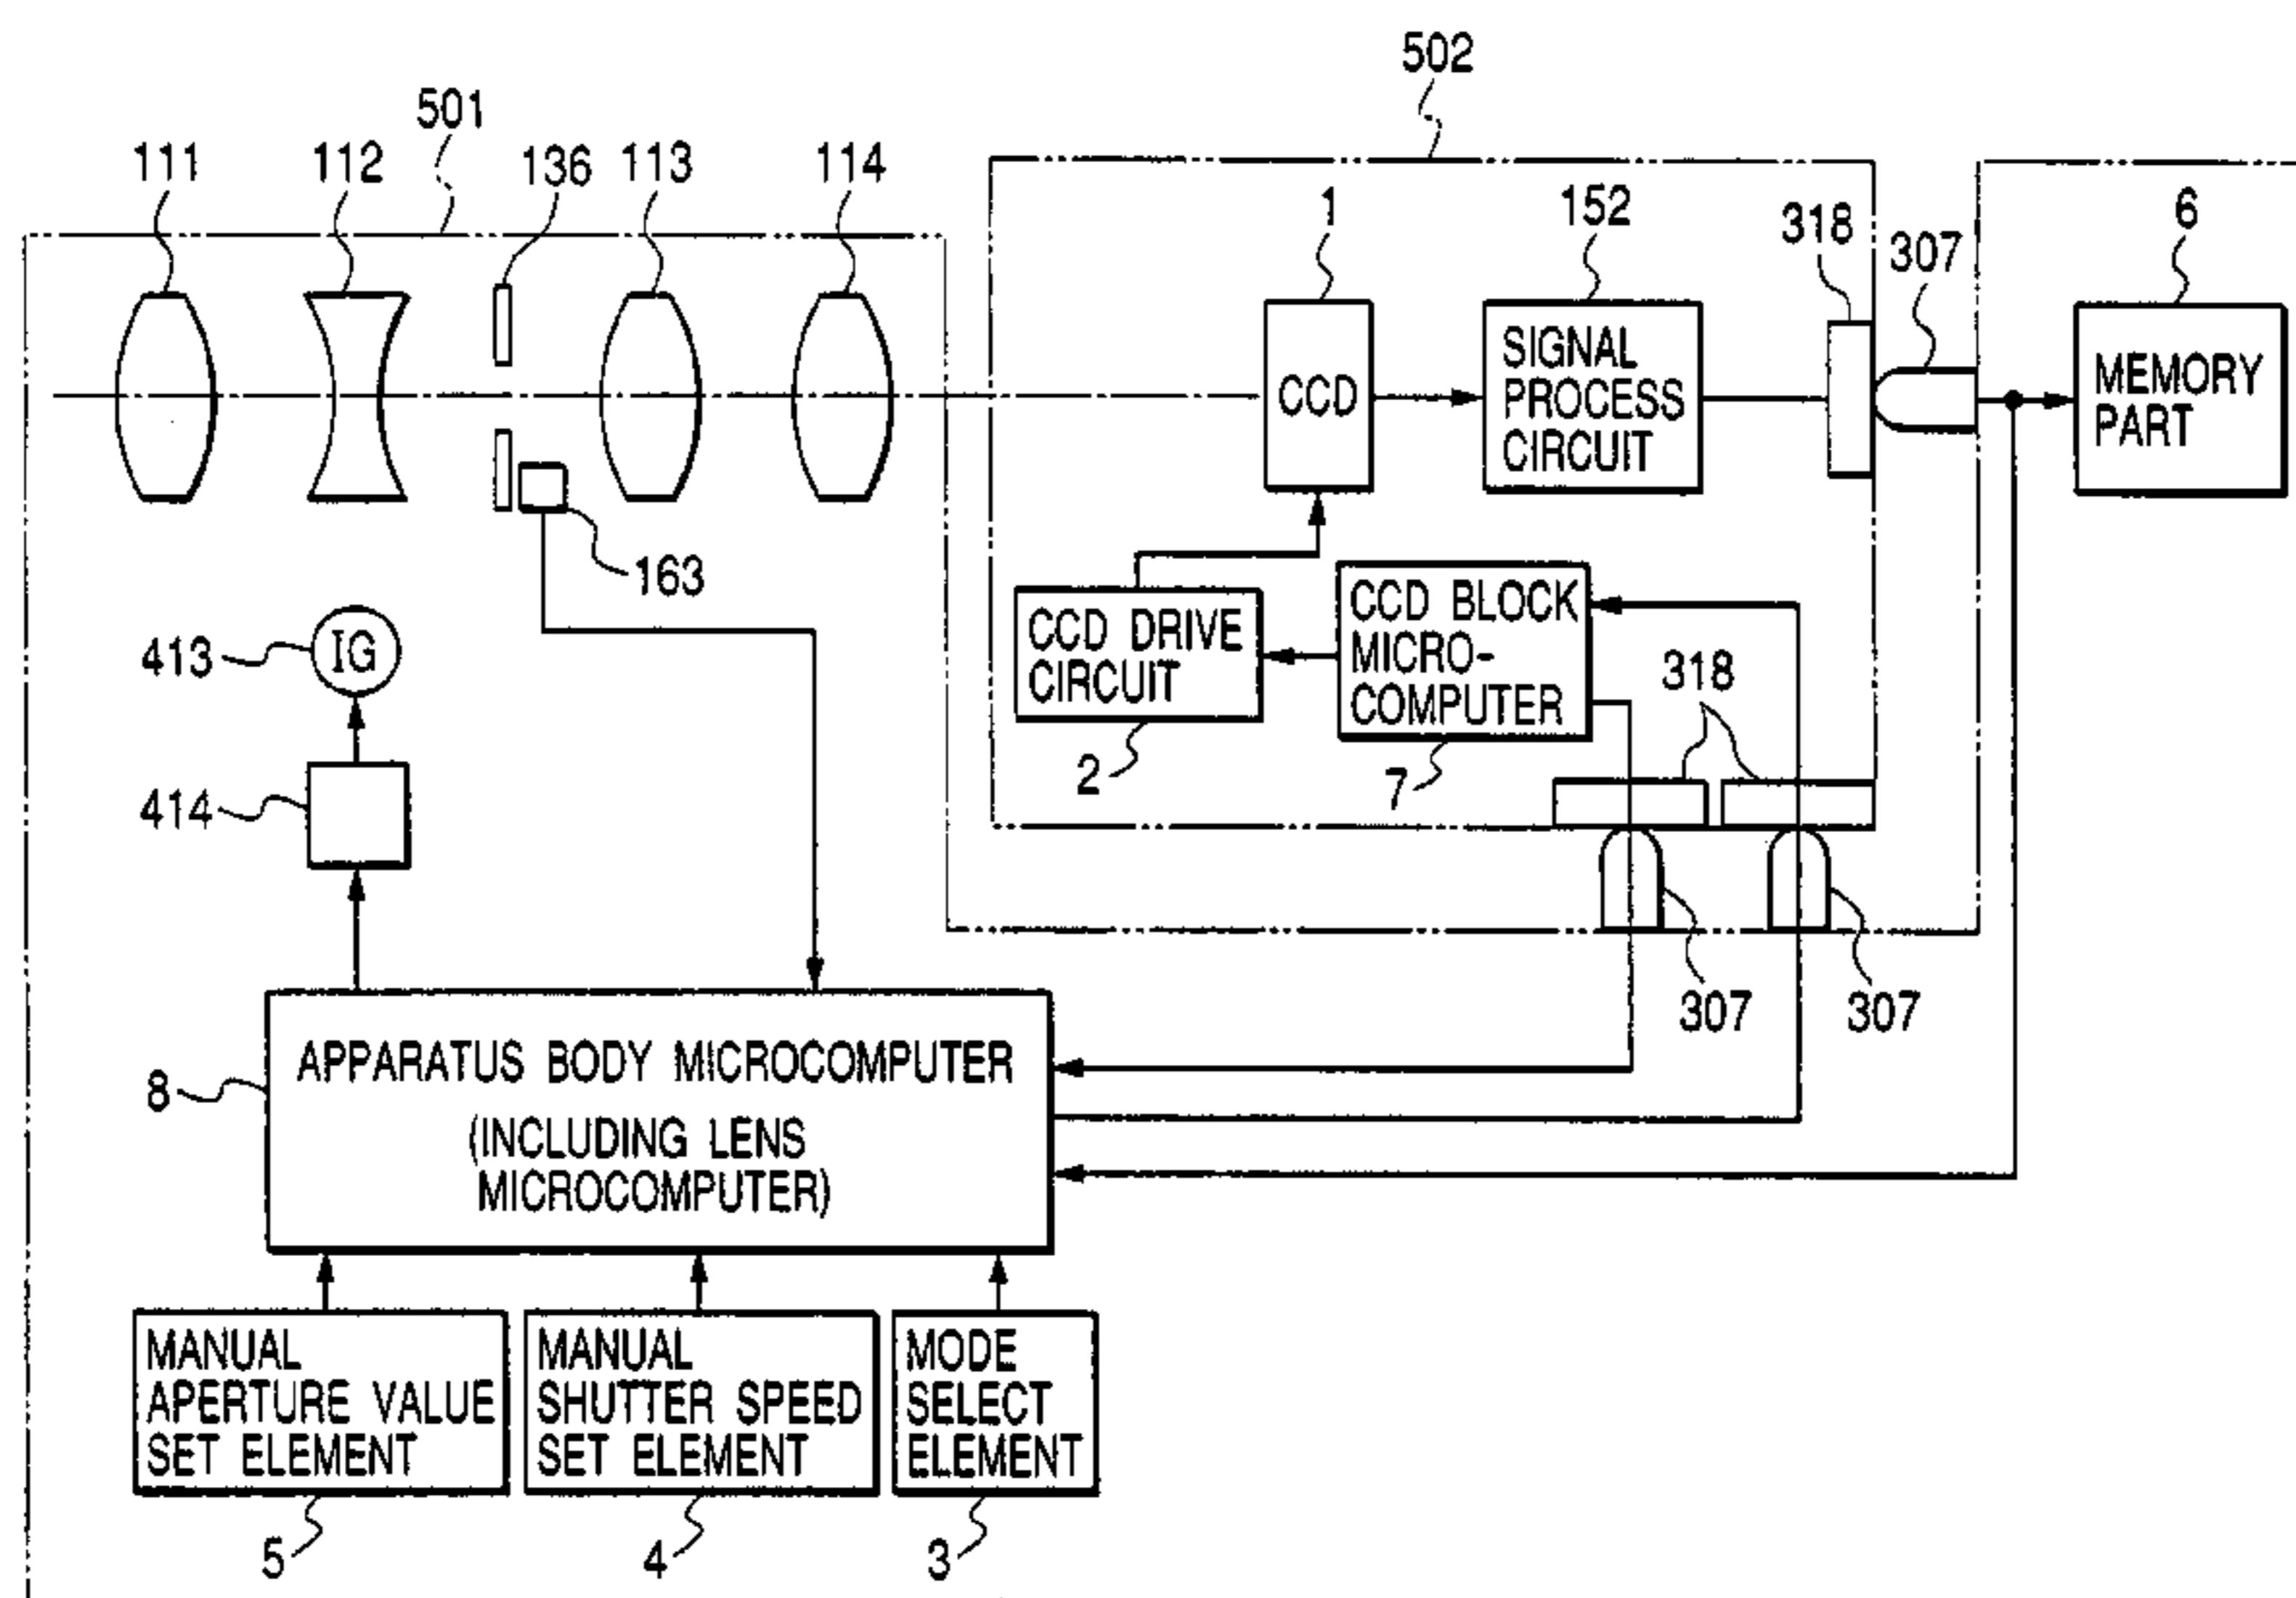 502
501
111
112
136
113
114
1
152
318
307
6
CCD
SIGNAL
PROCESS
CIRCUIT
MEMORY
PART
163
413
IG
CCD DRIVE
CIRCUIT
CCD BLOCK
MICRO-
COMPUTER
318
2
7
414
307
307
8
APPARATUS BODY MICROCOMPUTER
(INCLUDING LENS
MICROCOMPUTER)
MANUAL
APERTURE VALUE
SET ELEMENT
MANUAL
SHUTTER SPEED
SET ELEMENT
MODE
SELECT
ELEMENT
5
4
3